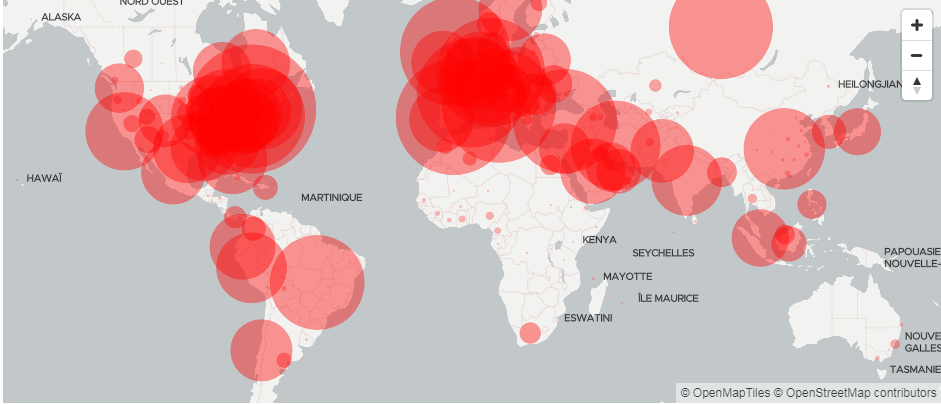 NORD OUEST
ALASKA
HEILONGJIAN
HAWAÏ
MARTINIQUE
KENYA
SEYCHELLES
PAPOUASIE
NOUVELLE-
MAYOTTE
ÎLE MAURICE
ESWATINI
NOUVE
GALLES
TASMANIE
© OpenMapTiles © OpenStreetMap contributors